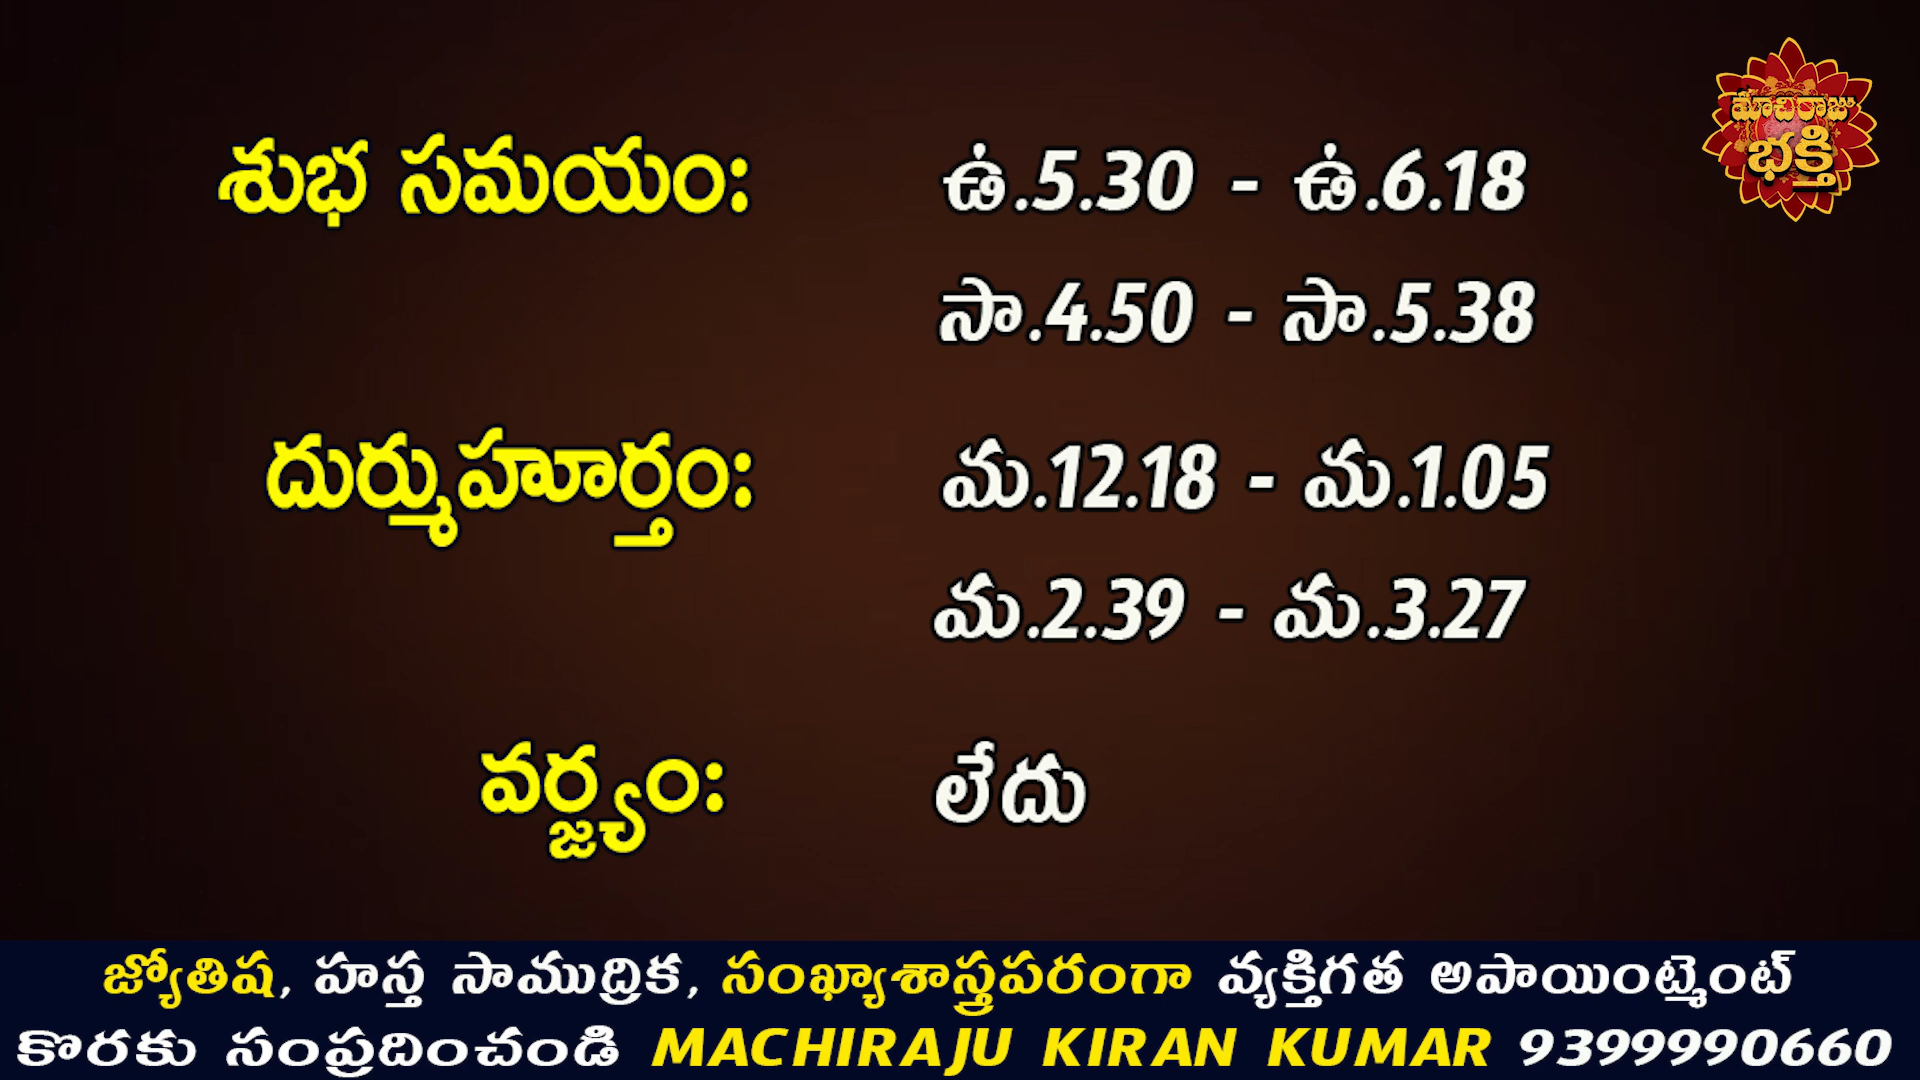 మాచిరాజు
భక్తి
శుభ సమయం: ఉ.5.30 - ఉ.6.18
సా.4.50 - సా.5.38
దుర్ముహూర్తం: మ.12.18 - మ.1.05
మ.2.39 - మ.3.27
వర్జ్యం: లేదు
జ్యోతిష, హస్త సాముద్రిక, సంఖ్యాశాస్త్రపరంగా వ్యక్తిగత అపాయింట్మెంట్
కొరకు సంప్రదించండి MACHIRAJU KIRAN KUMAR 9399990660